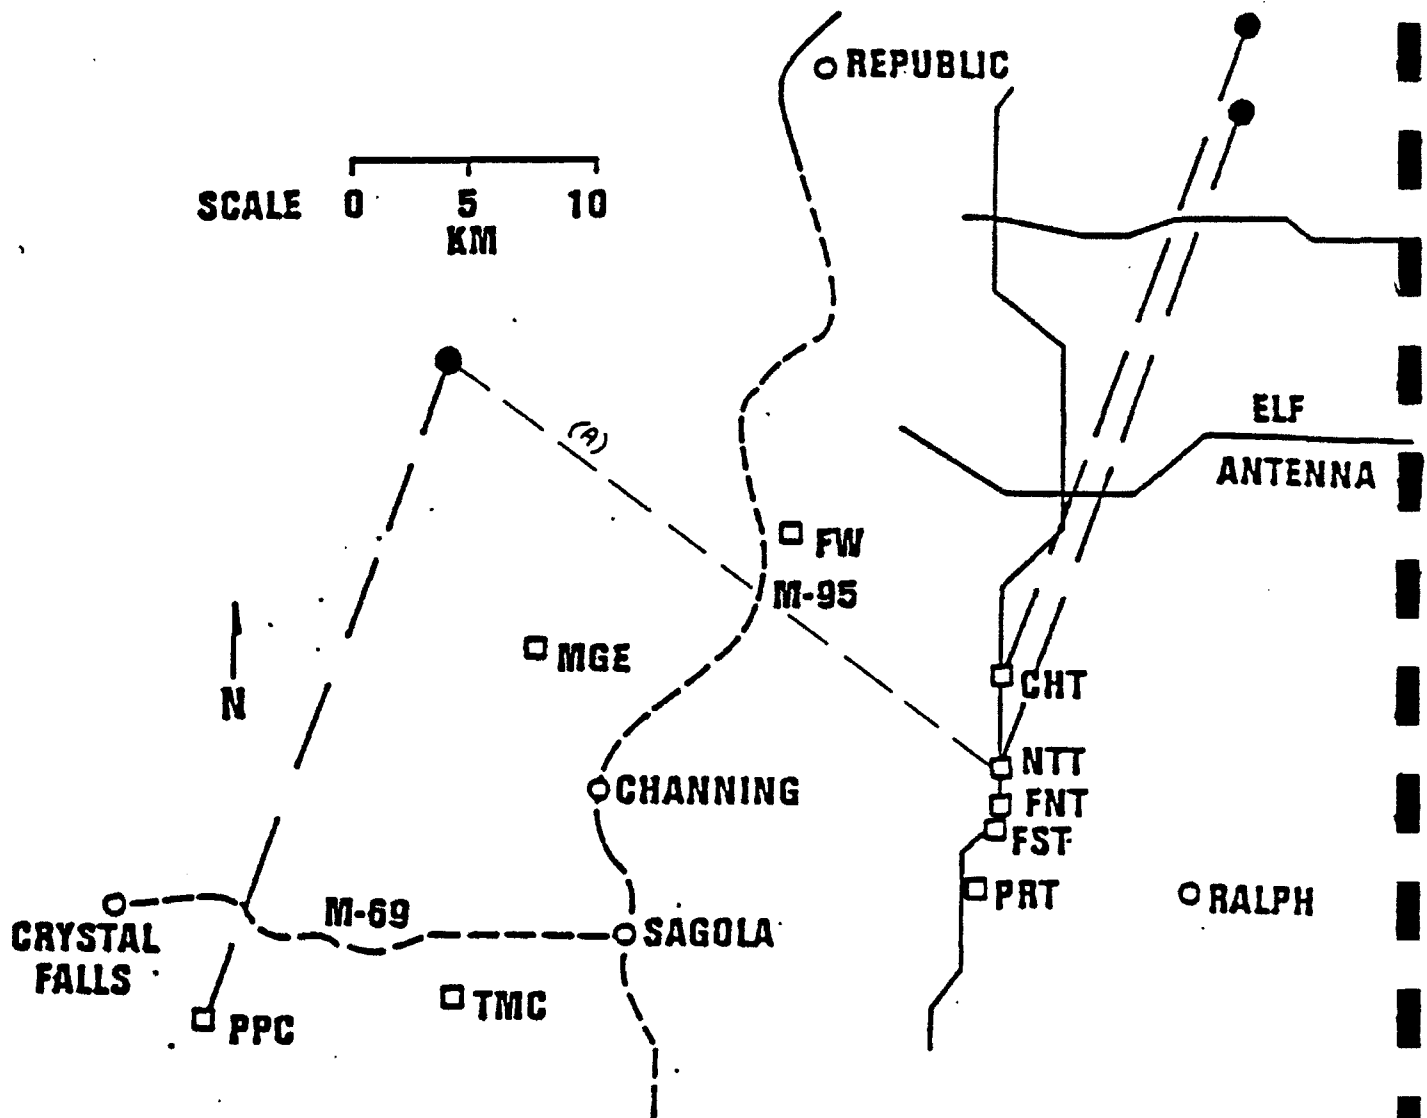 REPUBLIC
SCALE 0 5 10
KM
(A)
ELF
ANTENNA
FW
M-95
MGE
N
CHT
NTT
CHANNING
FNT
FST
PRT
RALPH
M-69
CRYSTAL
FALLS
SAGOLA
TMC
PPC